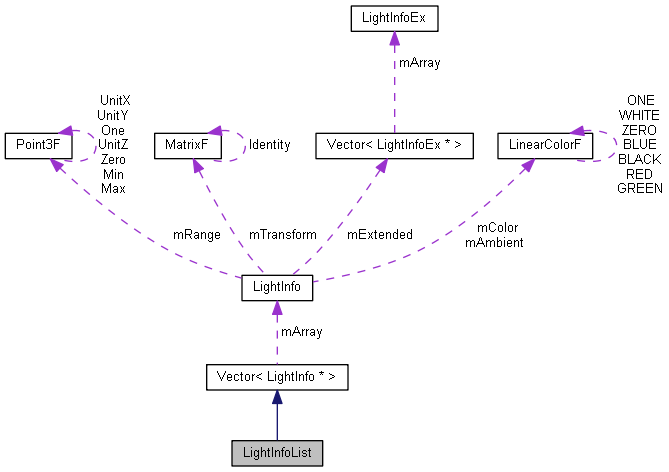 LightInfoEx
mArray
UnitX
UnitY
One
UnitZ
Zero
Min
Max
Point3F
MatrixF
Identity
Vector< LightInfoEx * >
LinearColorF
ONE
WHITE
ZERO
BLUE
BLACK
RED
GREEN
mRange
mTransform
mExtended
mColor
mAmbient
LightInfo
mArray
Vector< LightInfo * >
LightInfoList